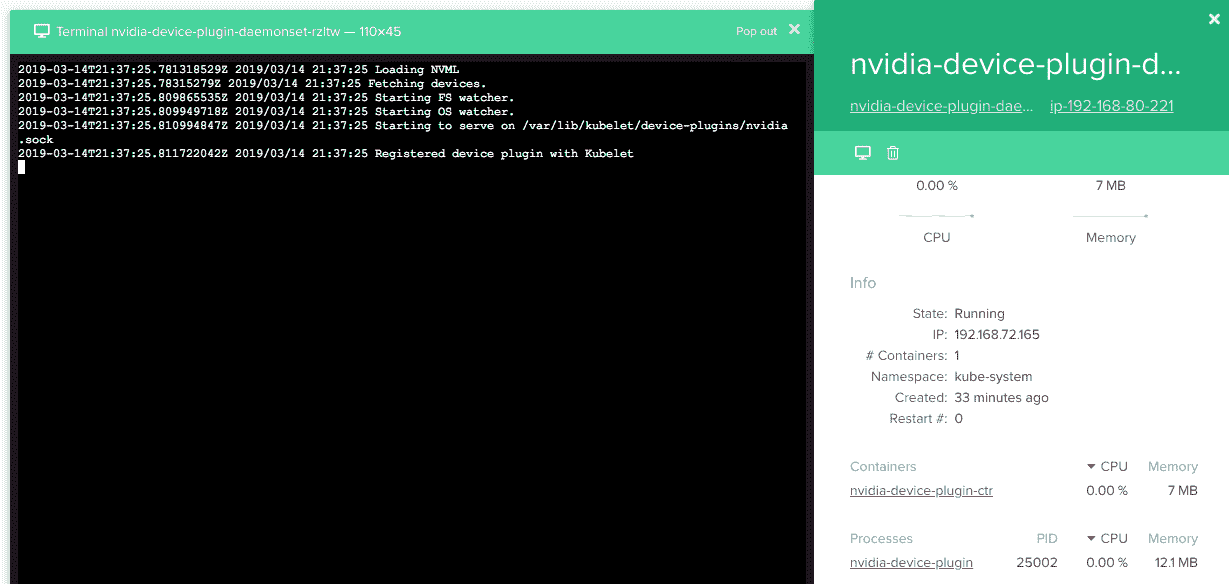 Terminal nvidia-device-plugin-daemonset-rzltw — 110×45
Pop out
2019-03-14T21:37:25.781318529Z 2019/03/14 21:37:25 Loading NVML
2019-03-14T21:37:25.78315279Z 2019/03/14 21:37:25 Fetching devices.
2019-03-14T21:37:25.809865535Z 2019/03/14 21:37:25 Starting FS watcher.
2019-03-14T21:37:25.809949718Z 2019/03/14 21:37:25 Starting OS watcher.
2019-03-14T21:37:25.810994847Z 2019/03/14 21:37:25 Starting to serve on /var/lib/kubelet/device-plugins/nvidia
.sock
2019-03-14T21:37:25.811722042Z 2019/03/14 21:37:25 Registered device plugin with Kubelet
nvidia-device-plugin-d...
nvidia-device-plugin-dae... ip-192-168-80-221
0.00 % 7 MB
CPU Memory
Info
State: Running
IP: 192.168.72.165
# Containers: 1
Namespace: kube-system
Created: 33 minutes ago
Restart #: 0
Containers CPU Memory
nvidia-device-plugin-ctr 0.00 % 7 MB
Processes PID CPU Memory
nvidia-device-plugin 25002 0.00 % 12.1 MB